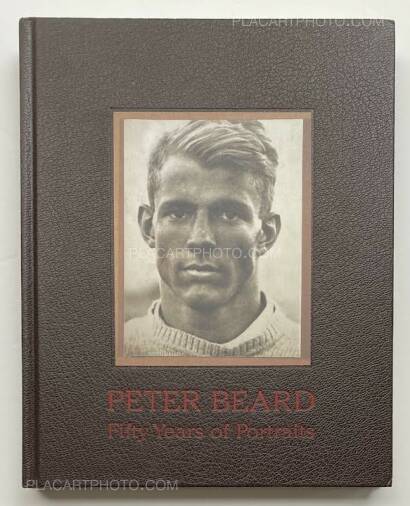 PLACARTPHOTO.COM
PLACARTPHOTO.COM
PETER BEARD
Fifty Years of Portraits
PLACARTPHOTO.COM